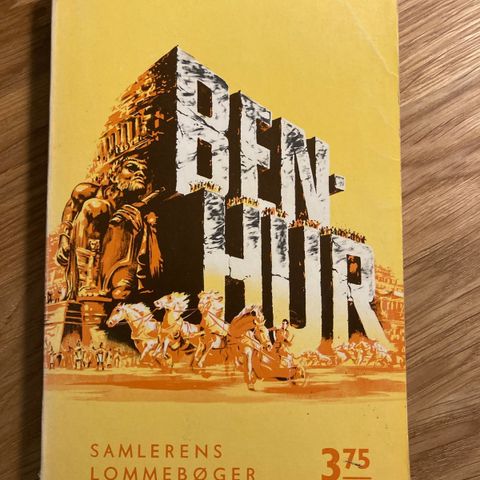 BEN-
HUR
SAMLERENS
LOMMEBØGER
3 75